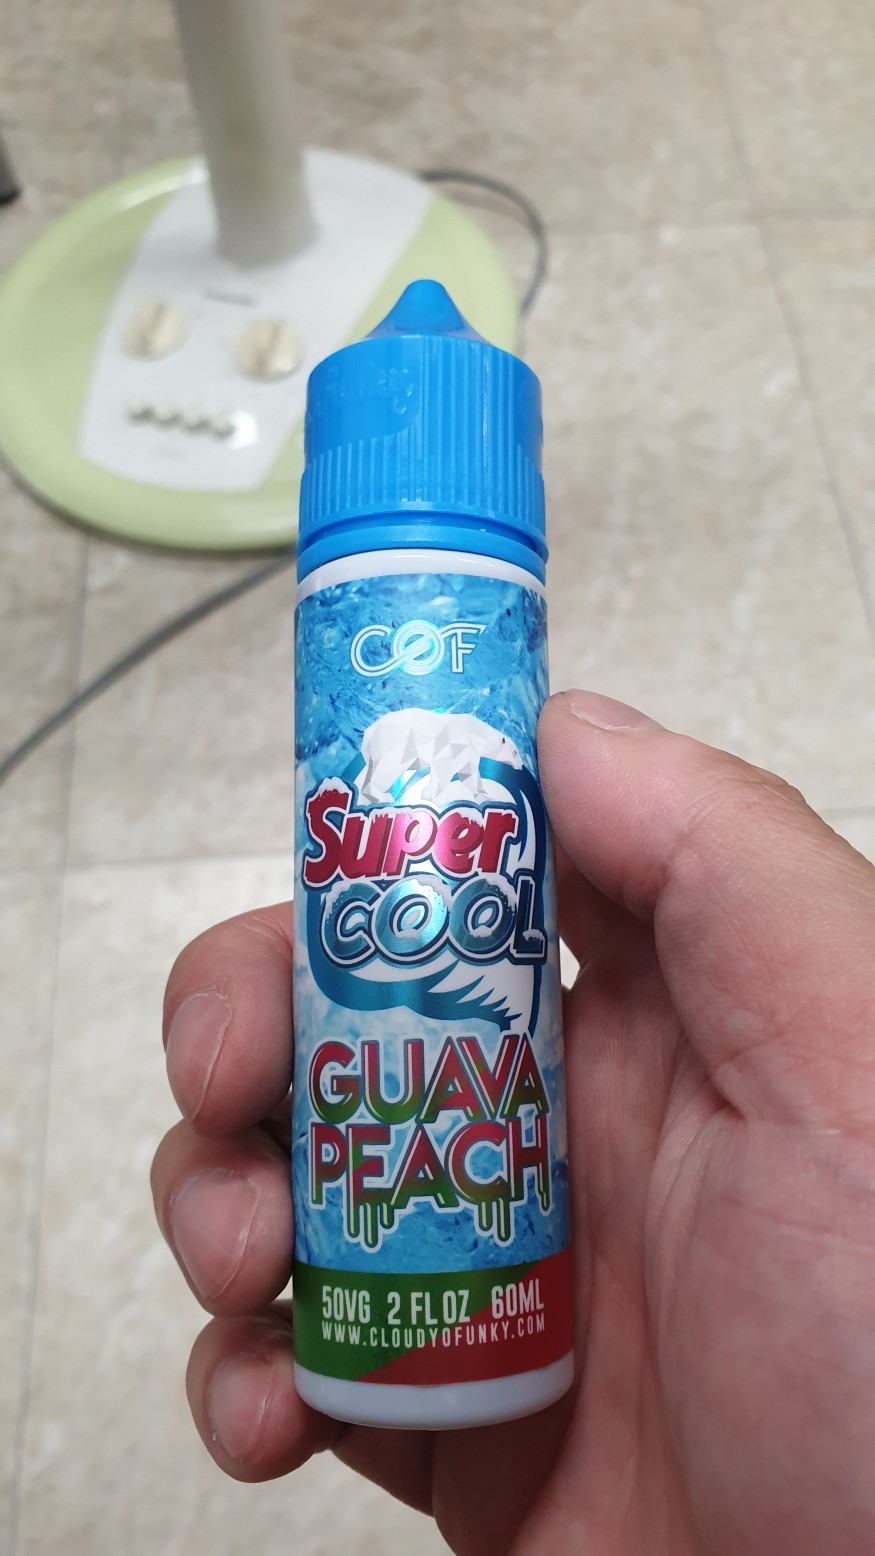 COF
Super
COOL
GUAVA
PEACH
50VG 2 FL OZ 60ML
WWW.CLOUDYOFUNKY.COM